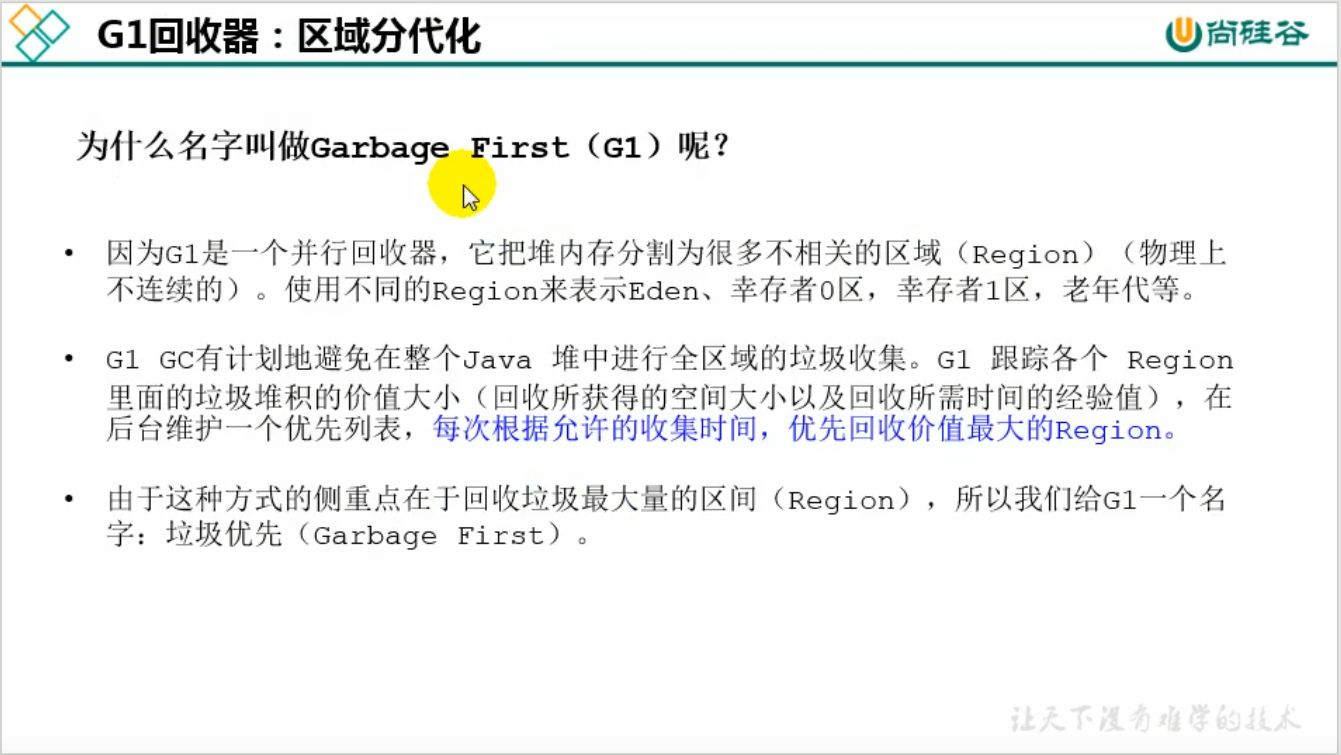 G1回收器：区域分代化
尚硅谷
为什么名字叫做Garbage First（G1）呢？
• 因为G1是一个并行回收器，它把堆内存分割为很多不相关的区域（Region）（物理上
不连续的）。使用不同的Region来表示Eden、幸存者0区，幸存者1区，老年代等。
• G1 GC有计划地避免在整个Java 堆中进行全区域的垃圾收集。G1 跟踪各个 Region
里面的垃圾堆积的价值大小（回收所获得的空间大小以及回收所需时间的经验值），在
后台维护一个优先列表，每次根据允许的收集时间，优先回收价值最大的Region。
• 由于这种方式的侧重点在于回收垃圾最大量的区间（Region），所以我们给G1一个名
字：垃圾优先（Garbage First）。
让天下没有难学的技术